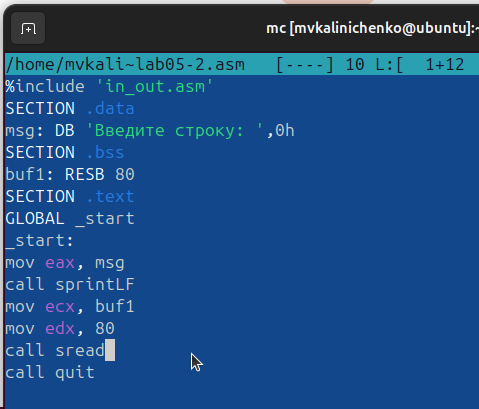 mc [mvkalinichenko@ubuntu]:~
/home/mvkali~lab05-2.asm   [----] 10 L:[  1+12
%include 'in_out.asm'
SECTION .data
msg: DB 'Введите строку: ',0h
SECTION .bss
buf1: RESB 80
SECTION .text
GLOBAL _start
_start:
mov eax, msg
call sprintLF
mov ecx, buf1
mov edx, 80
call sread
call quit